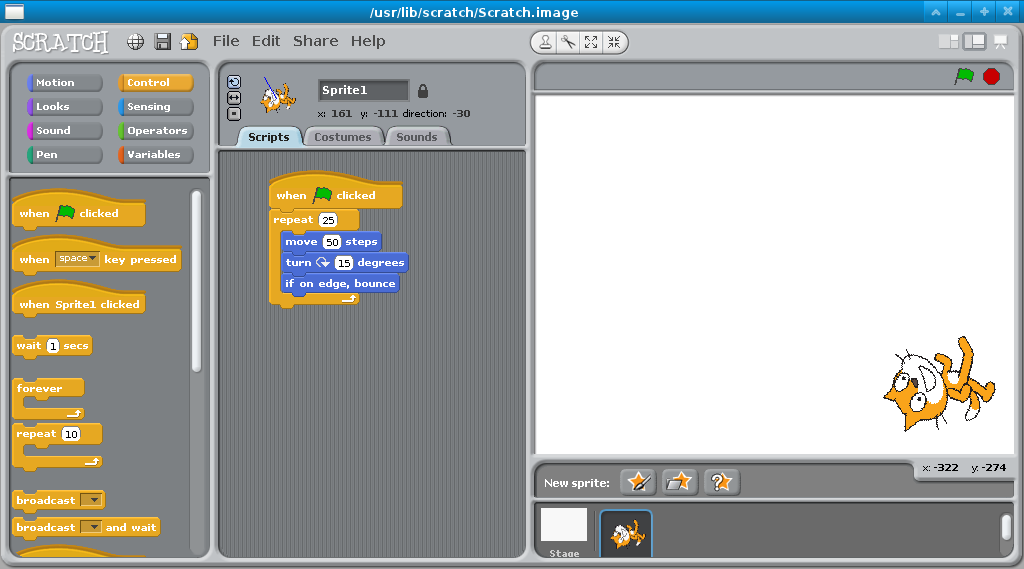 /usr/lib/scratch/Scratch.image
SCRATCH File Edit Share Help
Motion Control
Looks Sensing
Sound Operators
Pen Variables
when clicked
when space key pressed
when Sprite1 clicked
wait 1 secs
forever
repeat 10
broadcast
broadcast and wait
Sprite1
x: 161 y: -111 direction: -30
Scripts Costumes Sounds
when clicked
repeat 25
move 50 steps
turn 15 degrees
if on edge, bounce
x: -322 y: -274
New sprite:
Stage